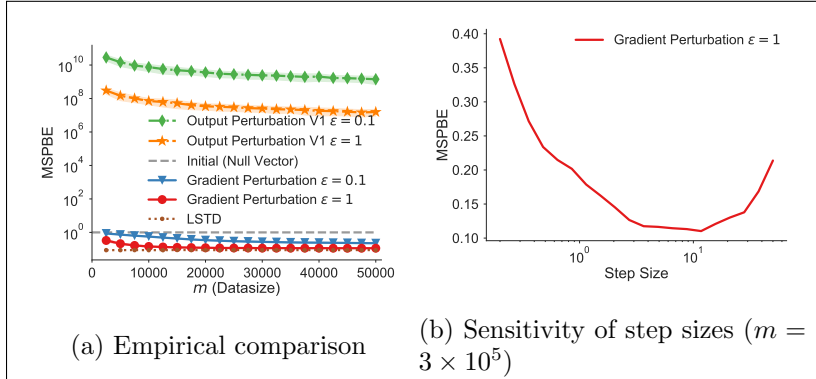 10^10
10^8
10^6
10^4
10^2
10^0
10^-2
MSPBE
Output Perturbation V1 ε = 0.1
Output Perturbation V1 ε = 1
Initial (Null Vector)
Gradient Perturbation ε = 0.1
Gradient Perturbation ε = 1
LSTD
0 10000 20000 30000 40000 50000
m (Datasize)
(a) Empirical comparison
0.40
0.35
0.30
0.25
0.20
0.15
0.10
MSPBE
Gradient Perturbation ε = 1
10^0 10^1
Step Size
(b) Sensitivity of step sizes (m =
3 × 10^5)